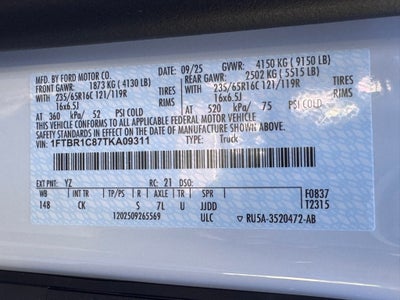 MFD. BY FORD MOTOR CO. DATE: 09/25 GVWR: 4150 KG (9150 LB)
FRONT GAWR: 1873 KG (4130 LB) REAR GAWR: 2502 KG (5515 LB)
235/65R16C 121/119R TIRES 235/65R16C 121/119R TIRES
16x6.5J RIMS 16x6.5J RIMS
AT 360 kPa/ 52 PSI COLD AT 520 kPa/ 75 PSI COLD
THIS VEHICLE CONFORMS TO ALL APPLICABLE FEDERAL MOTOR VEHICLE
SAFETY STANDARDS IN EFFECT ON THE DATE OF MANUFACTURE SHOWN ABOVE
VIN: 1FTBR1C87TKA09311 TYPE: Truck
EXT PNT: YZ RC: 21 DSO:
WB INT TR TP/PS R AXLE TR SPR F0837
148 CK S 7L U JJDD T2315
1202509265569 ULC RU5A-3520472-AB